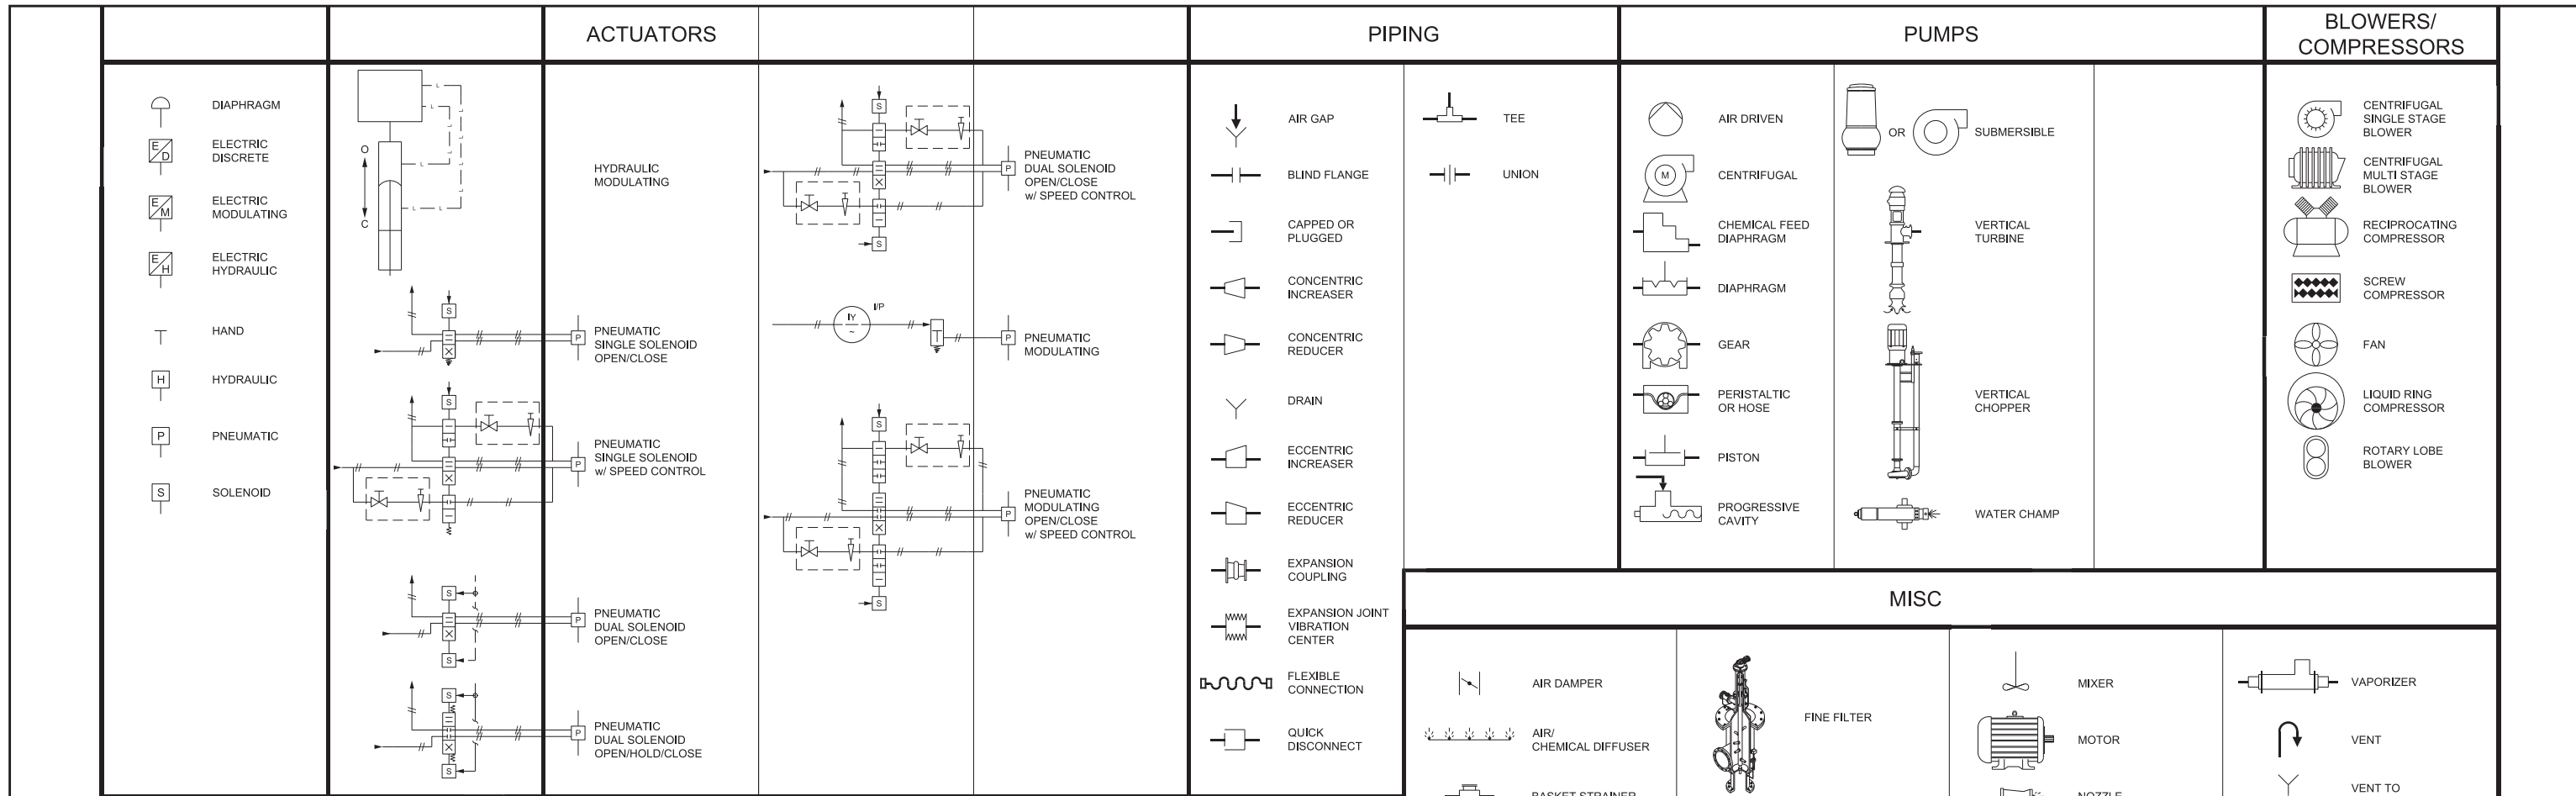 ACTUATORS
DIAPHRAGM
E/D
ELECTRIC
DISCRETE
E/M
ELECTRIC
MODULATING
E/H
ELECTRIC
HYDRAULIC
HAND
H
HYDRAULIC
P
PNEUMATIC
S
SOLENOID
L
L
L
L
L
L
O
C
HYDRAULIC
MODULATING
S
P
PNEUMATIC
SINGLE SOLENOID
OPEN/CLOSE
S
P
PNEUMATIC
SINGLE SOLENOID
w/ SPEED CONTROL
S
P
S
PNEUMATIC
DUAL SOLENOID
OPEN/CLOSE
S
P
S
PNEUMATIC
DUAL SOLENOID
OPEN/HOLD/CLOSE
S
P
S
PNEUMATIC
DUAL SOLENOID
OPEN/CLOSE
w/ SPEED CONTROL
IY
~
I/P
P
PNEUMATIC
MODULATING
S
P
S
PNEUMATIC
MODULATING
OPEN/CLOSE
w/ SPEED CONTROL
PIPING
AIR GAP
BLIND FLANGE
CAPPED OR
PLUGGED
CONCENTRIC
INCREASER
CONCENTRIC
REDUCER
DRAIN
ECCENTRIC
INCREASER
ECCENTRIC
REDUCER
EXPANSION
COUPLING
EXPANSION JOINT
VIBRATION
CENTER
FLEXIBLE
CONNECTION
QUICK
DISCONNECT
TEE
UNION
PUMPS
AIR DRIVEN
M
CENTRIFUGAL
CHEMICAL FEED
DIAPHRAGM
DIAPHRAGM
GEAR
PERISTALTIC
OR HOSE
PISTON
PROGRESSIVE
CAVITY
OR
SUBMERSIBLE
VERTICAL
TURBINE
VERTICAL
CHOPPER
WATER CHAMP
BLOWERS/
COMPRESSORS
CENTRIFUGAL
SINGLE STAGE
BLOWER
CENTRIFUGAL
MULTI STAGE
BLOWER
RECIPROCATING
COMPRESSOR
SCREW
COMPRESSOR
FAN
LIQUID RING
COMPRESSOR
ROTARY LOBE
BLOWER
MISC
AIR DAMPER
AIR/
CHEMICAL DIFFUSER
BASKET STRAINER
FINE FILTER
MIXER
MOTOR
NOZZLE
VAPORIZER
VENT
VENT TO